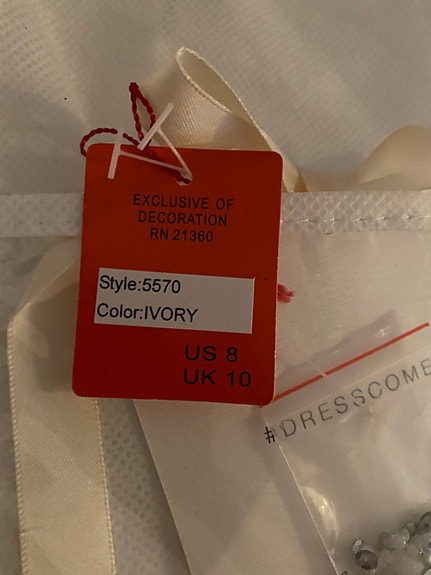 EXCLUSIVE OF
DECORATION
RN 21360
Style:5570
Color:IVORY
US 8
UK 10
#DRESSCOME